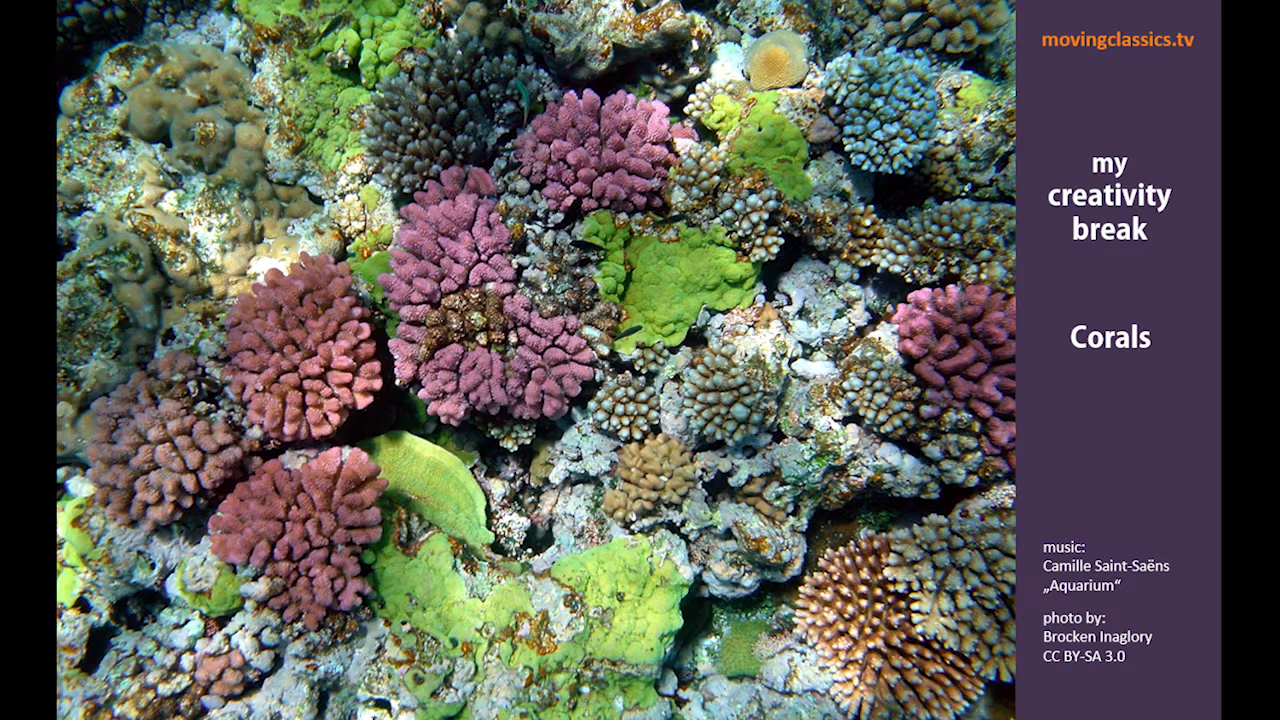 movingclassics.tv
my
creativity
break
Corals
music:
Camille Saint-Saëns
„Aquarium“
photo by:
Brocken Inaglory
CC BY-SA 3.0